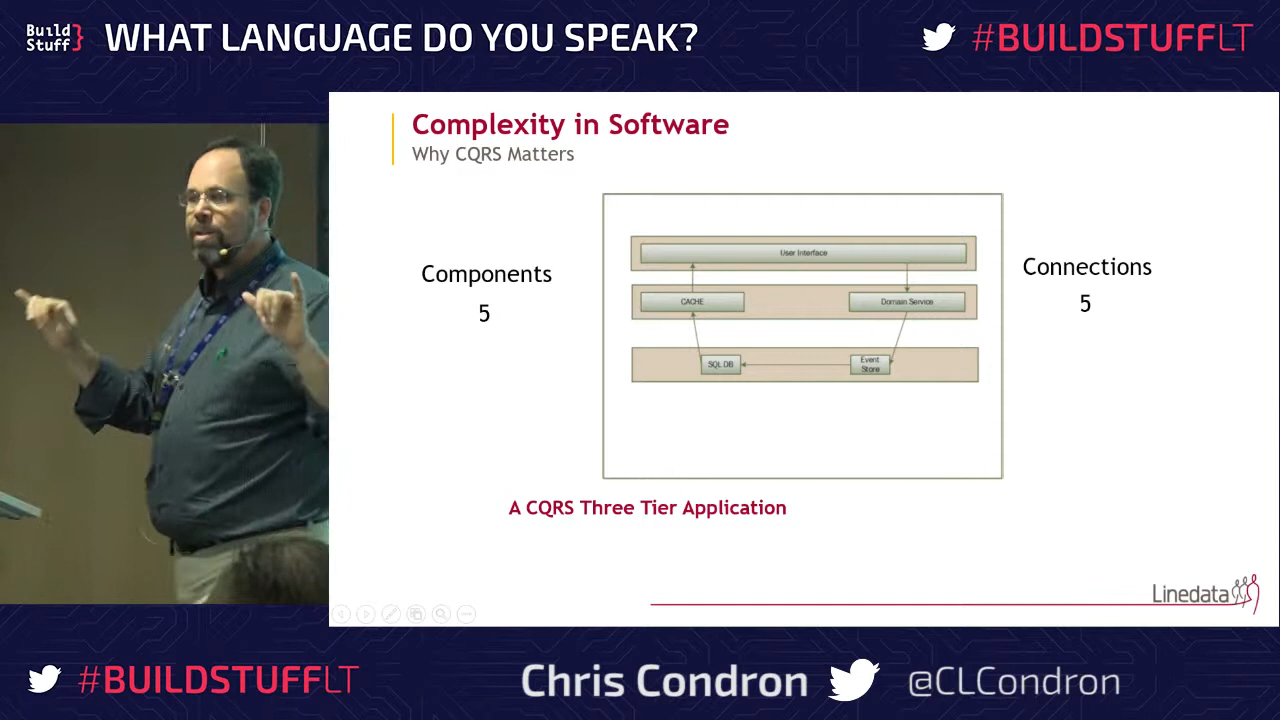 Build
Stuff
WHAT LANGUAGE DO YOU SPEAK?
#BUILDSTUFFLT
Complexity in Software
Why CQRS Matters
Components
5
User Interface
CACHE
Domain Service
SQL DB
Event
Store
Connections
5
A CQRS Three Tier Application
Linedata
#BUILDSTUFFLT
Chris Condron
@CLCondron